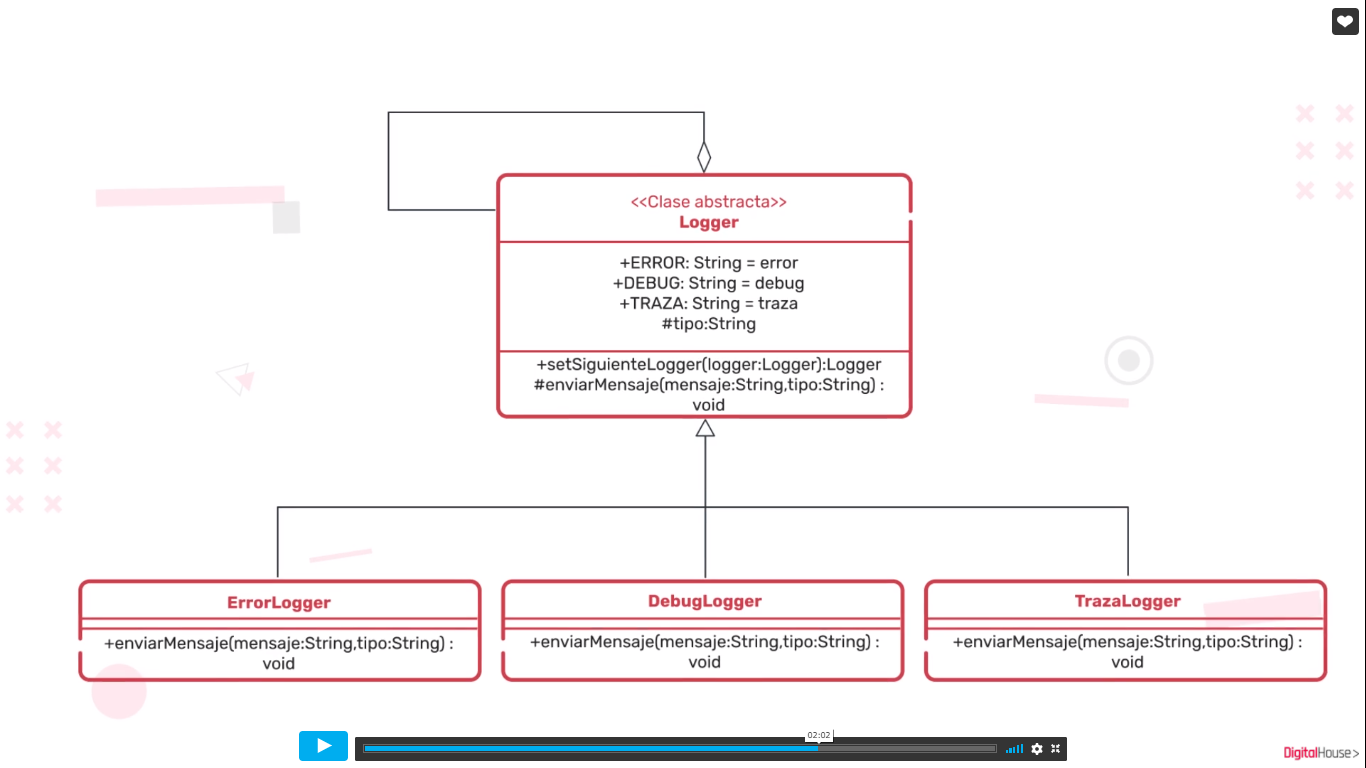 <<Clase abstracta>>
Logger
+ERROR: String = error
+DEBUG: String = debug
+TRAZA: String = traza
#tipo:String
+setSiguienteLogger(logger:Logger):Logger
#enviarMensaje(mensaje:String,tipo:String) :
void
ErrorLogger
+enviarMensaje(mensaje:String,tipo:String) :
void
DebugLogger
+enviarMensaje(mensaje:String,tipo:String) :
void
TrazaLogger
+enviarMensaje(mensaje:String,tipo:String) :
void
02:02
DigitalHouse>